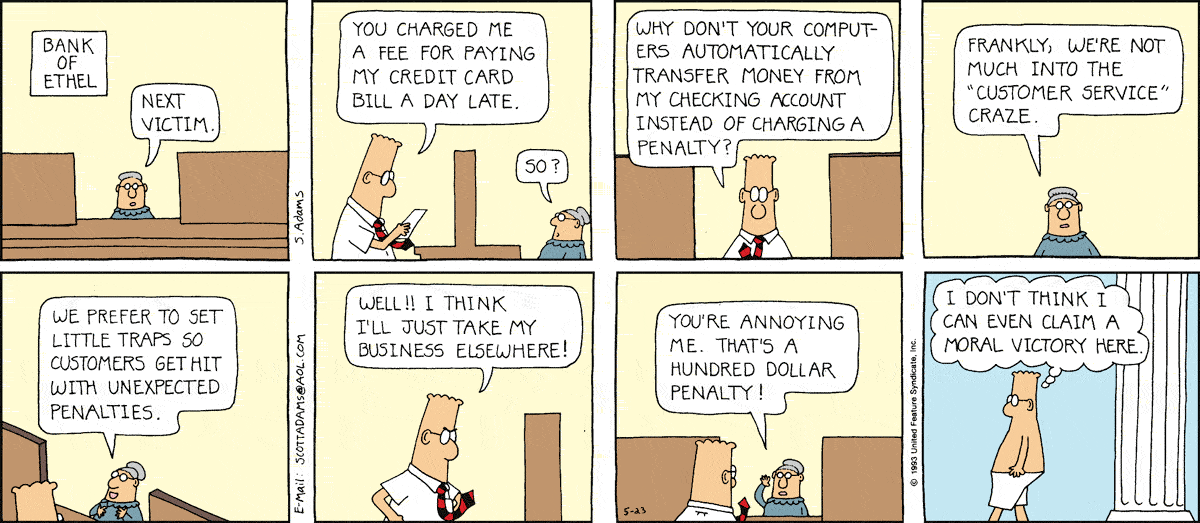 BANK
OF
ETHEL
NEXT
VICTIM.
S. Adams
YOU CHARGED ME
A FEE FOR PAYING
MY CREDIT CARD
BILL A DAY LATE.
SO?
WHY DON'T YOUR COMPUT-
ERS AUTOMATICALLY
TRANSFER MONEY FROM
MY CHECKING ACCOUNT
INSTEAD OF CHARGING A
PENALTY?
FRANKLY, WE'RE NOT
MUCH INTO THE
"CUSTOMER SERVICE"
CRAZE.
WE PREFER TO SET
LITTLE TRAPS SO
CUSTOMERS GET HIT
WITH UNEXPECTED
PENALTIES.
E-Mail: SCOTTADAMS@AOL.COM
WELL!! I THINK
I'LL JUST TAKE MY
BUSINESS ELSEWHERE!
YOU'RE ANNOYING
ME. THAT'S A
HUNDRED DOLLAR
PENALTY!
5-23
© 1993 United Feature Syndicate, Inc.
I DON'T THINK I
CAN EVEN CLAIM A
MORAL VICTORY HERE.